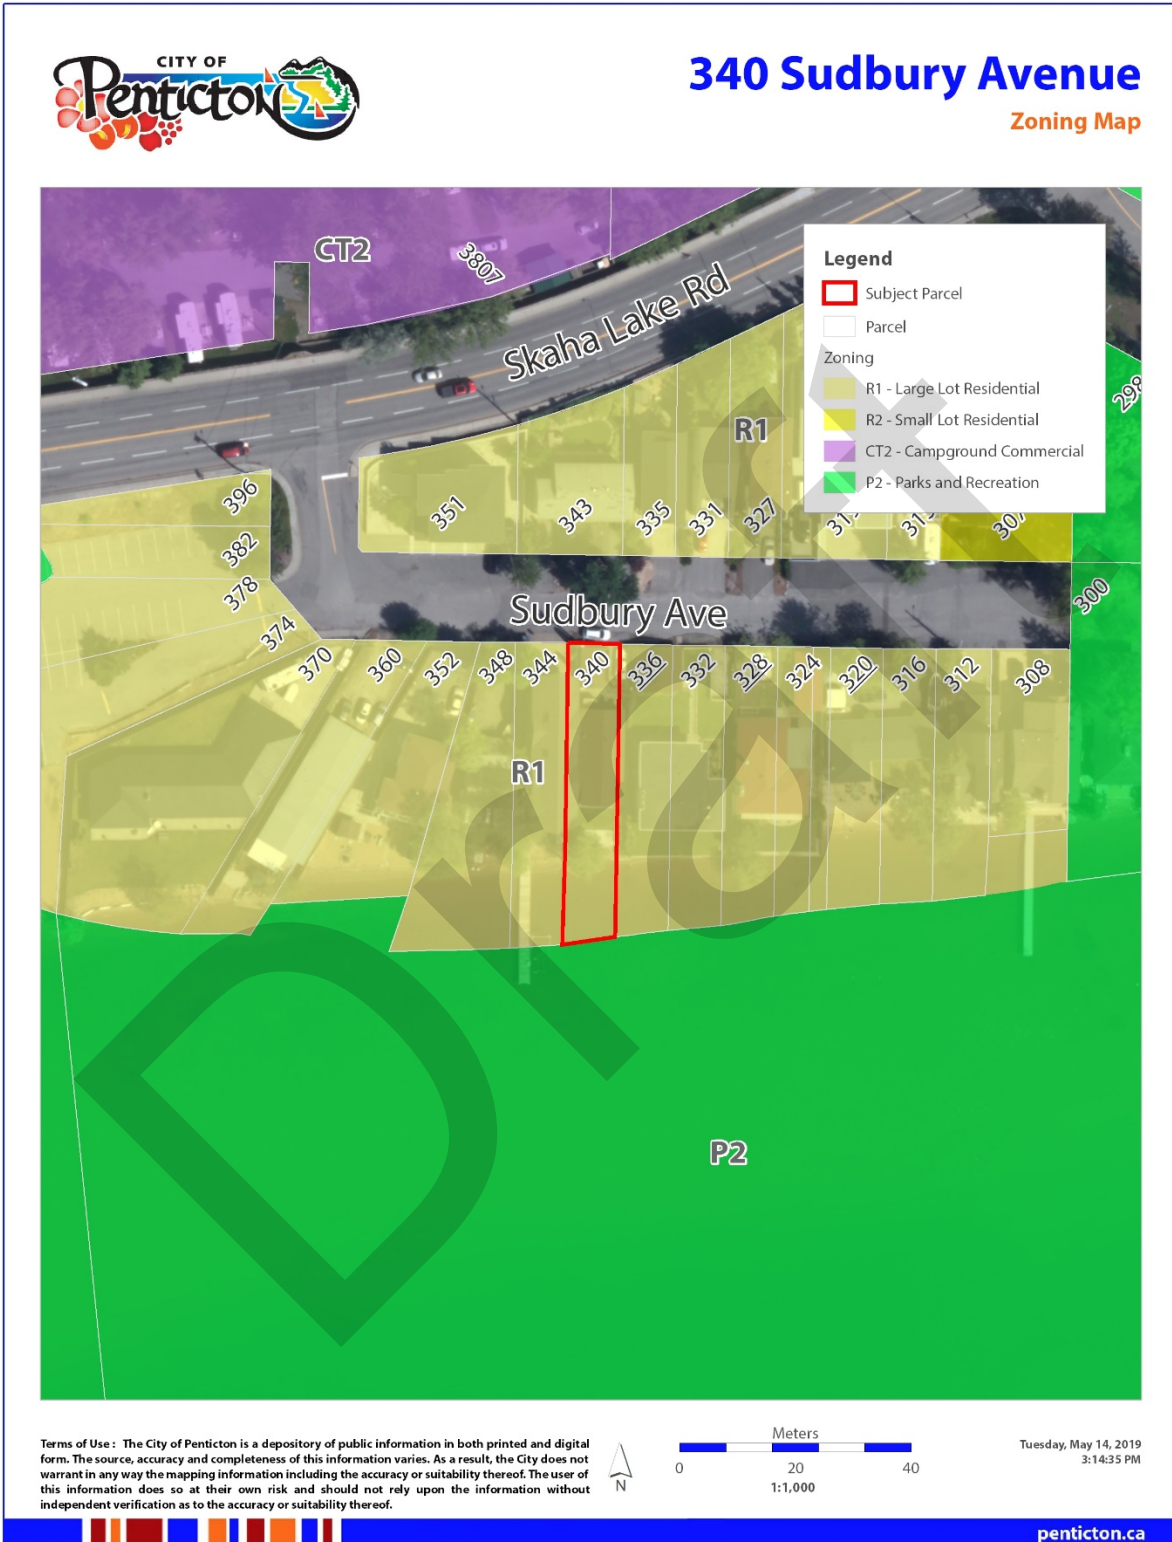 CITY OF
Penticton
340 Sudbury Avenue
Zoning Map
CT2
3807
Skaha Lake Rd
Legend
Subject Parcel
Parcel
Zoning
R1 - Large Lot Residential
R2 - Small Lot Residential
CT2 - Campground Commercial
P2 - Parks and Recreation
298
R1
396
382
378
374
351
343
335
331
327
307
300
Sudbury Ave
370
360
352
348
344
340
336
332
328
324
320
316
312
308
R1
Draft
P2
Terms of Use : The City of Penticton is a depository of public information in both printed and digital
form. The source, accuracy and completeness of this information varies. As a result, the City does not
warrant in any way the mapping information including the accuracy or suitability thereof. The user of
this information does so at their own risk and should not rely upon the information without
independent verification as to the accuracy or suitability thereof.
N
Meters
0 20 40
1:1,000
Tuesday, May 14, 2019
3:14:35 PM
penticton.ca